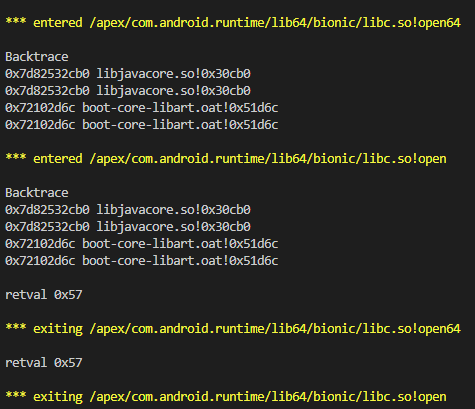 *** entered /apex/com.android.runtime/lib64/bionic/libc.so!open64
Backtrace
0x7d82532cb0 libjavacore.so!0x30cb0
0x7d82532cb0 libjavacore.so!0x30cb0
0x72102d6c boot-core-libart.oat!0x51d6c
0x72102d6c boot-core-libart.oat!0x51d6c
*** entered /apex/com.android.runtime/lib64/bionic/libc.so!open
Backtrace
0x7d82532cb0 libjavacore.so!0x30cb0
0x7d82532cb0 libjavacore.so!0x30cb0
0x72102d6c boot-core-libart.oat!0x51d6c
0x72102d6c boot-core-libart.oat!0x51d6c
retval 0x57
*** exiting /apex/com.android.runtime/lib64/bionic/libc.so!open64
retval 0x57
*** exiting /apex/com.android.runtime/lib64/bionic/libc.so!open